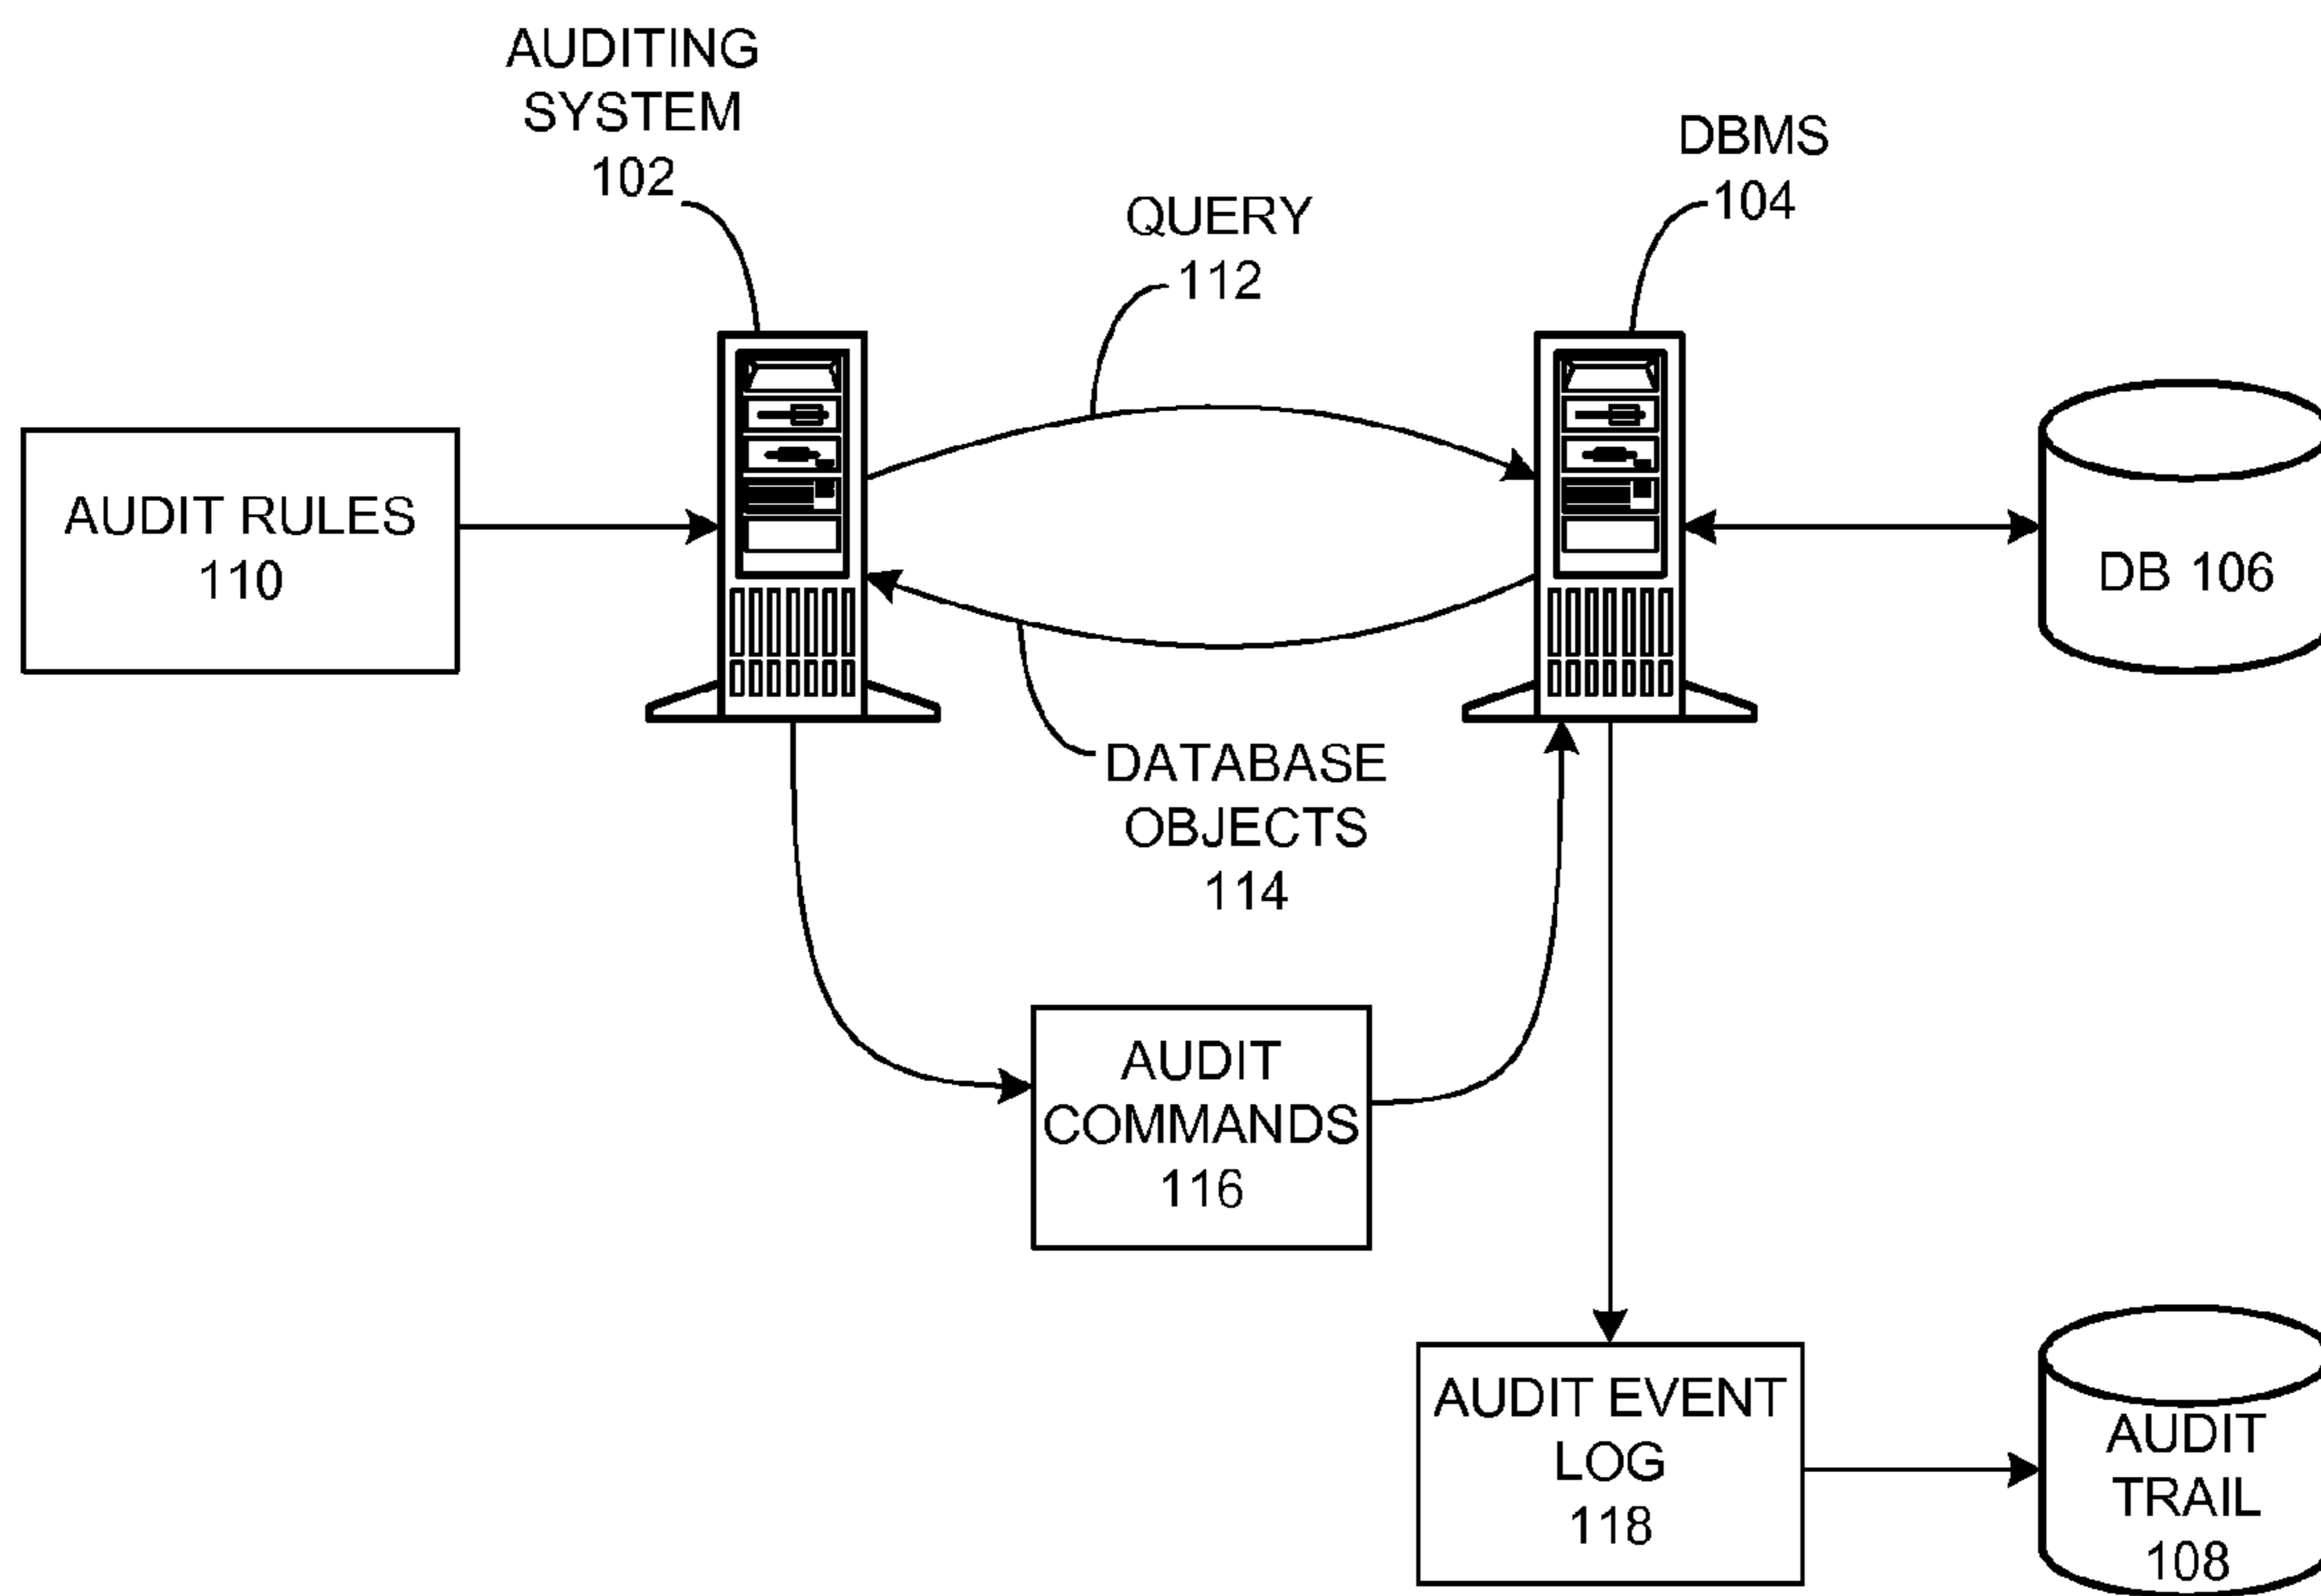 AUDITING
SYSTEM
102
DBMS
104
QUERY
112
AUDIT RULES
110
DB 106
DATABASE
OBJECTS
114
AUDIT
COMMANDS
116
AUDIT EVENT
LOG
118
AUDIT
TRAIL
108